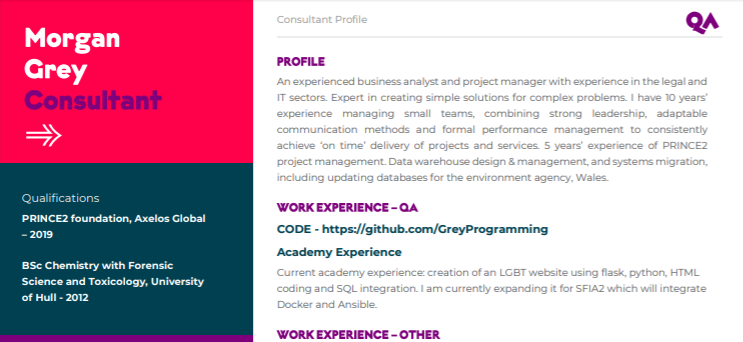 Morgan
Grey
Consultant
Qualifications
PRINCE2 foundation, Axelos Global
– 2019
BSc Chemistry with Forensic
Science and Toxicology, University
of Hull - 2012
Consultant Profile
QA
PROFILE
An experienced business analyst and project manager with experience in the legal and
IT sectors. Expert in creating simple solutions for complex problems. I have 10 years’
experience managing small teams, combining strong leadership, adaptable
communication methods and formal performance management to consistently
achieve ‘on time’ delivery of projects and services. 5 years’ experience of PRINCE2
project management. Data warehouse design & management, and systems migration,
including updating databases for the environment agency, Wales.
WORK EXPERIENCE – QA
CODE - https://github.com/GreyProgramming
Academy Experience
Current academy experience: creation of an LGBT website using flask, python, HTML
coding and SQL integration. I am currently expanding it for SFIA2 which will integrate
Docker and Ansible.
WORK EXPERIENCE – OTHER